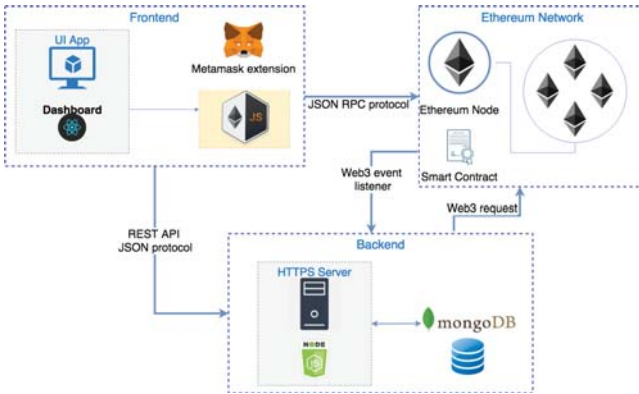 Frontend
UI App
Dashboard
Metamask extension
JS
JSON RPC protocol
Ethereum Network
Ethereum Node
Smart Contract
Web3 event
listener
Web3 request
REST API
JSON protocol
Backend
HTTPS Server
NODE
JS
mongoDB